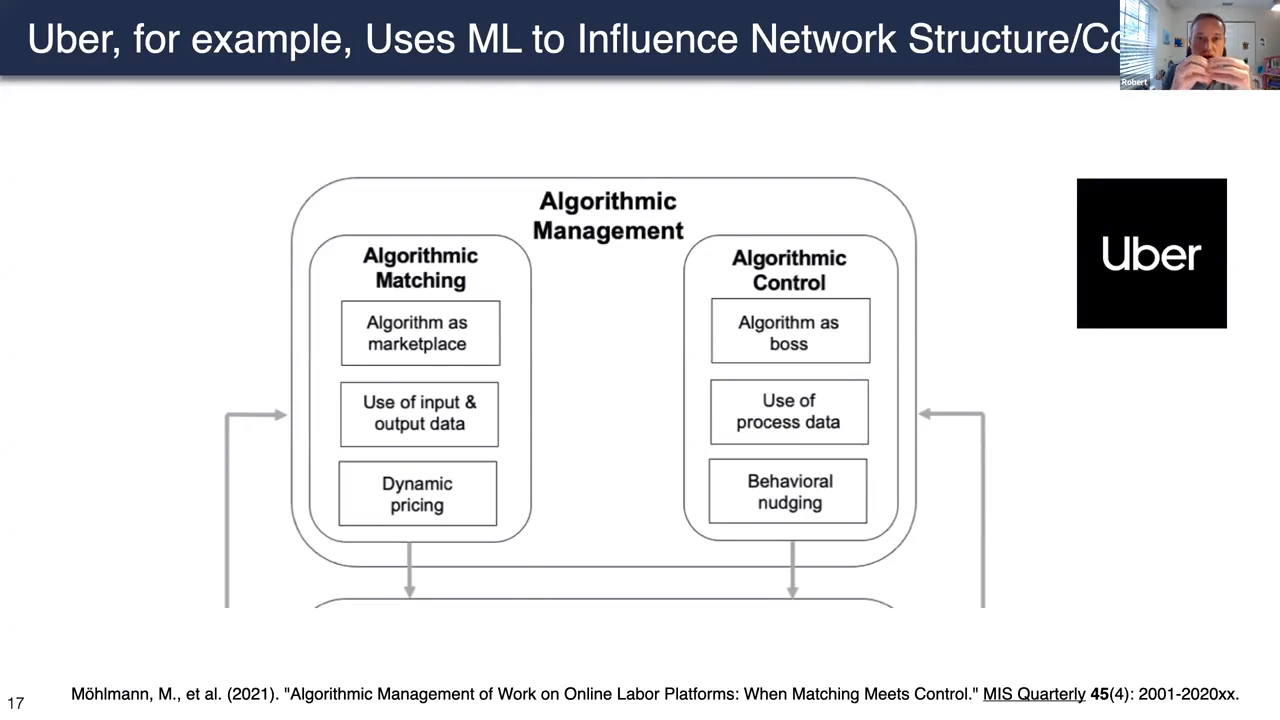 Uber, for example, Uses ML to Influence Network Structure/Co
Robert
Algorithmic
Management
Algorithmic
Matching
Algorithm as
marketplace
Use of input &
output data
Dynamic
pricing
Algorithmic
Control
Algorithm as
boss
Use of
process data
Behavioral
nudging
Uber
Möhlmann, M., et al. (2021). "Algorithmic Management of Work on Online Labor Platforms: When Matching Meets Control." MIS Quarterly 45(4): 2001-2020xx.
17